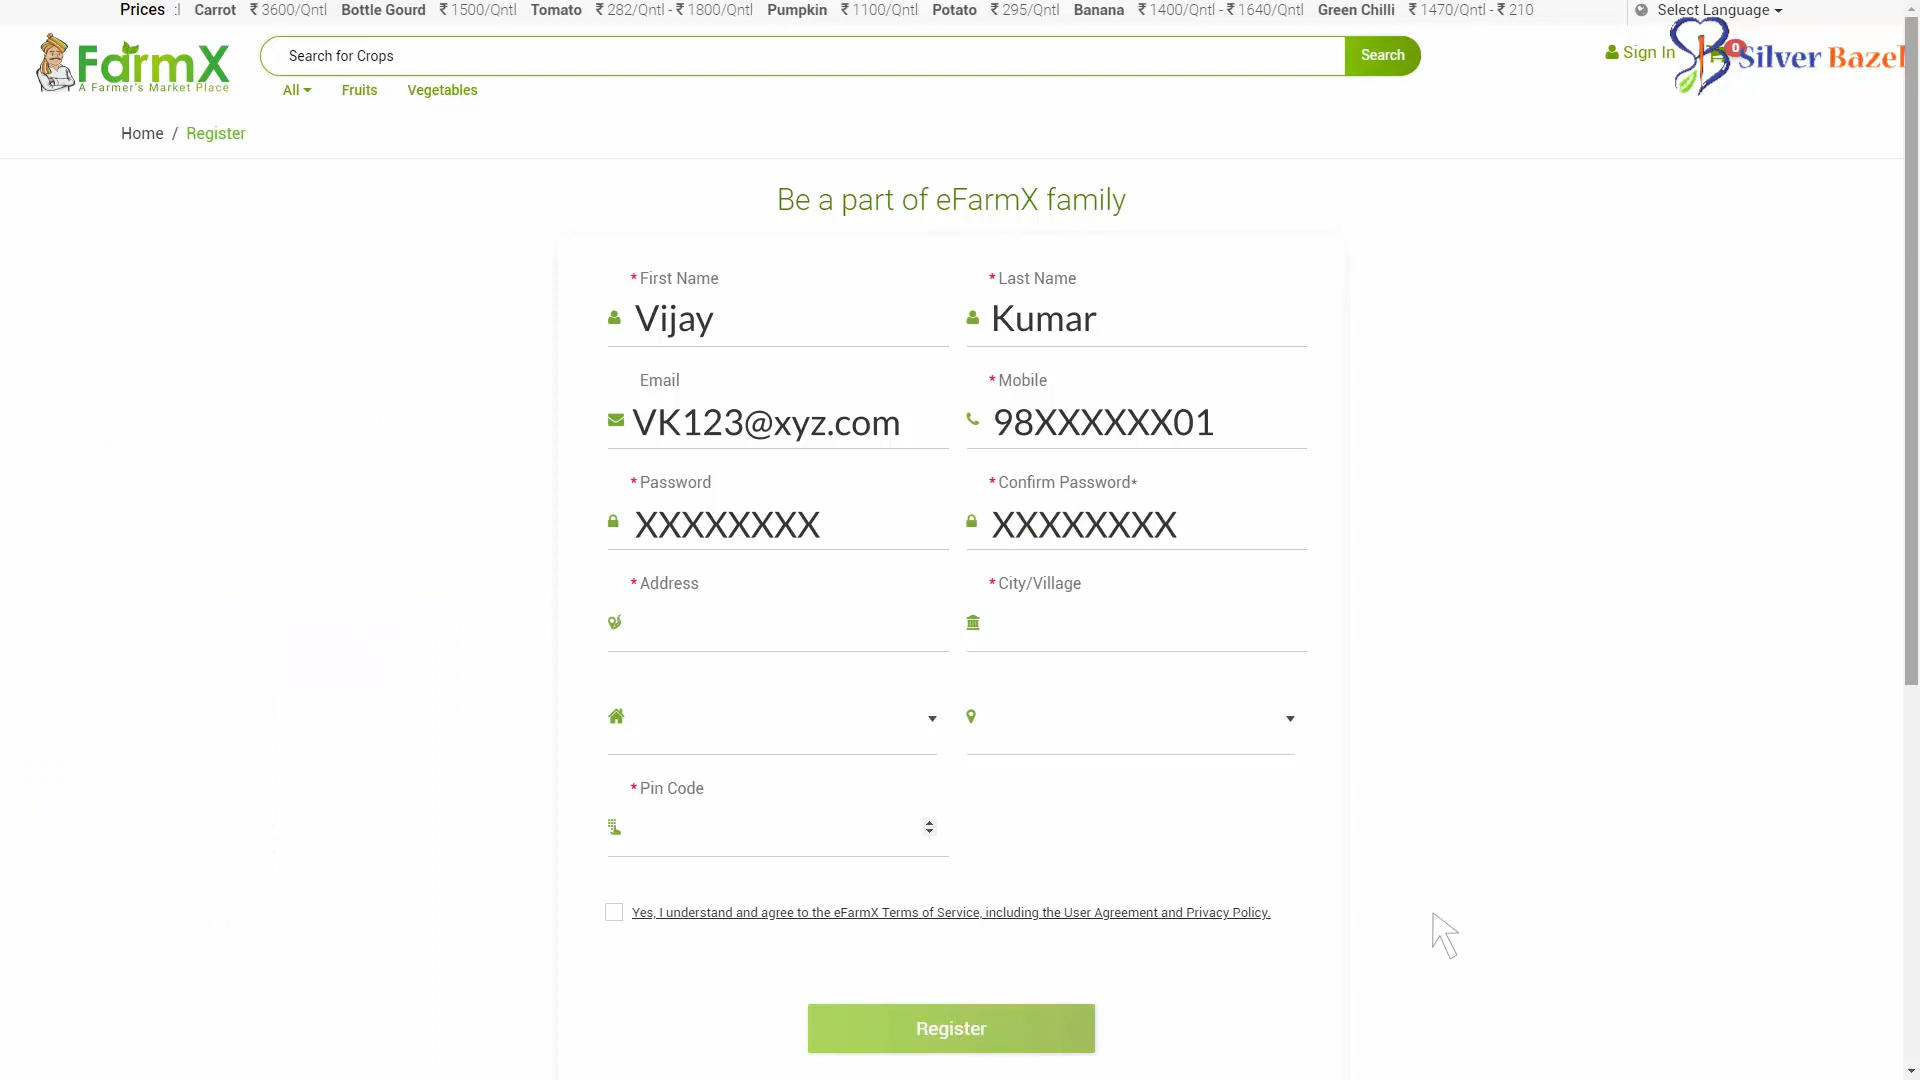 Prices :l Carrot ₹ 3600/Qntl Bottle Gourd ₹ 1500/Qntl Tomato ₹ 282/Qntl - ₹ 1800/Qntl Pumpkin ₹ 1100/Qntl Potato ₹ 295/Qntl Banana ₹ 1400/Qntl - ₹ 1640/Qntl Green Chilli ₹ 1470/Qntl - ₹ 210 Select Language
FarmX
A Farmer's Market Place
Search for Crops Search
Sign In 0 Silver Bazel
All Fruits Vegetables
Home / Register
Be a part of eFarmX family
*First Name *Last Name
Vijay Kumar
Email *Mobile
VK123@xyz.com 98XXXXXX01
*Password *Confirm Password*
XXXXXXXX XXXXXXXX
*Address *City/Village
*Pin Code
Yes, I understand and agree to the eFarmX Terms of Service, including the User Agreement and Privacy Policy.
Register